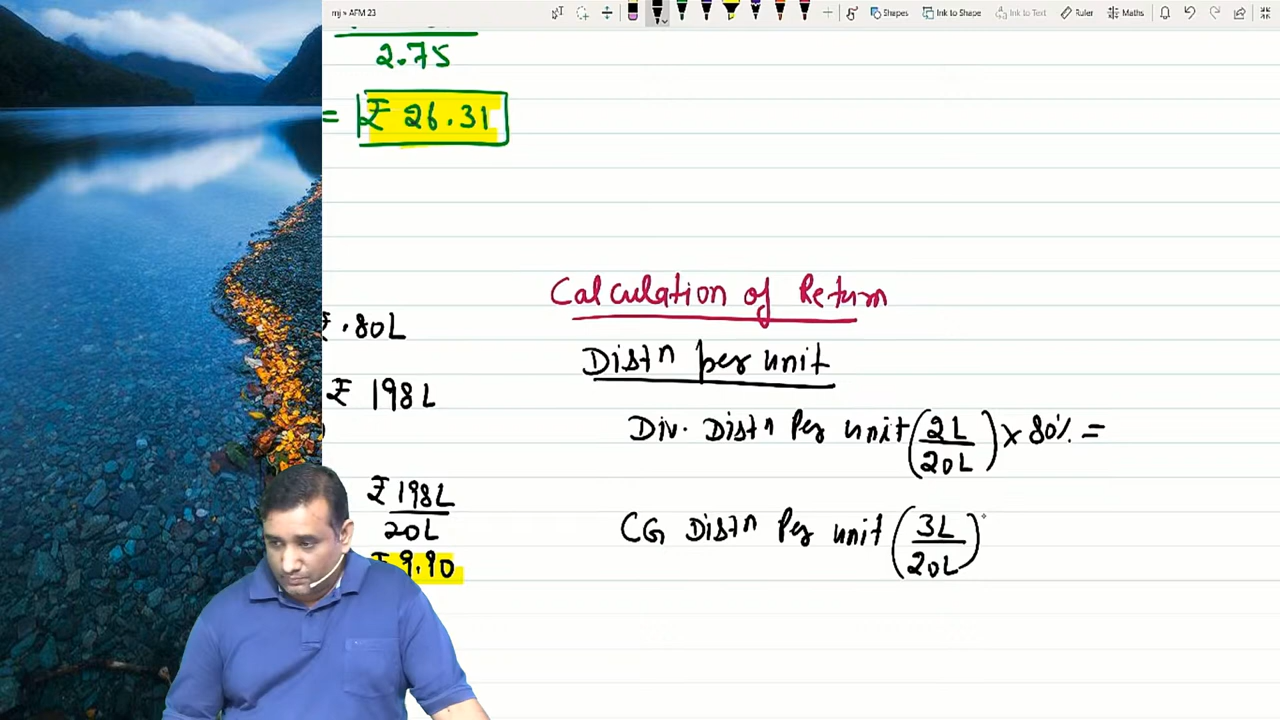 mj > AFM 23
Shapes Ink to Shape Ink to Text Ruler Maths
2.75
= ₹ 26.31
Calculation of Return
₹.80L
Distn per unit
₹ 198L
Div. Distn Per unit (2L/20L) × 80% =
₹ 198L
20L
₹ 9.90
CG Distn Per unit (3L/20L)